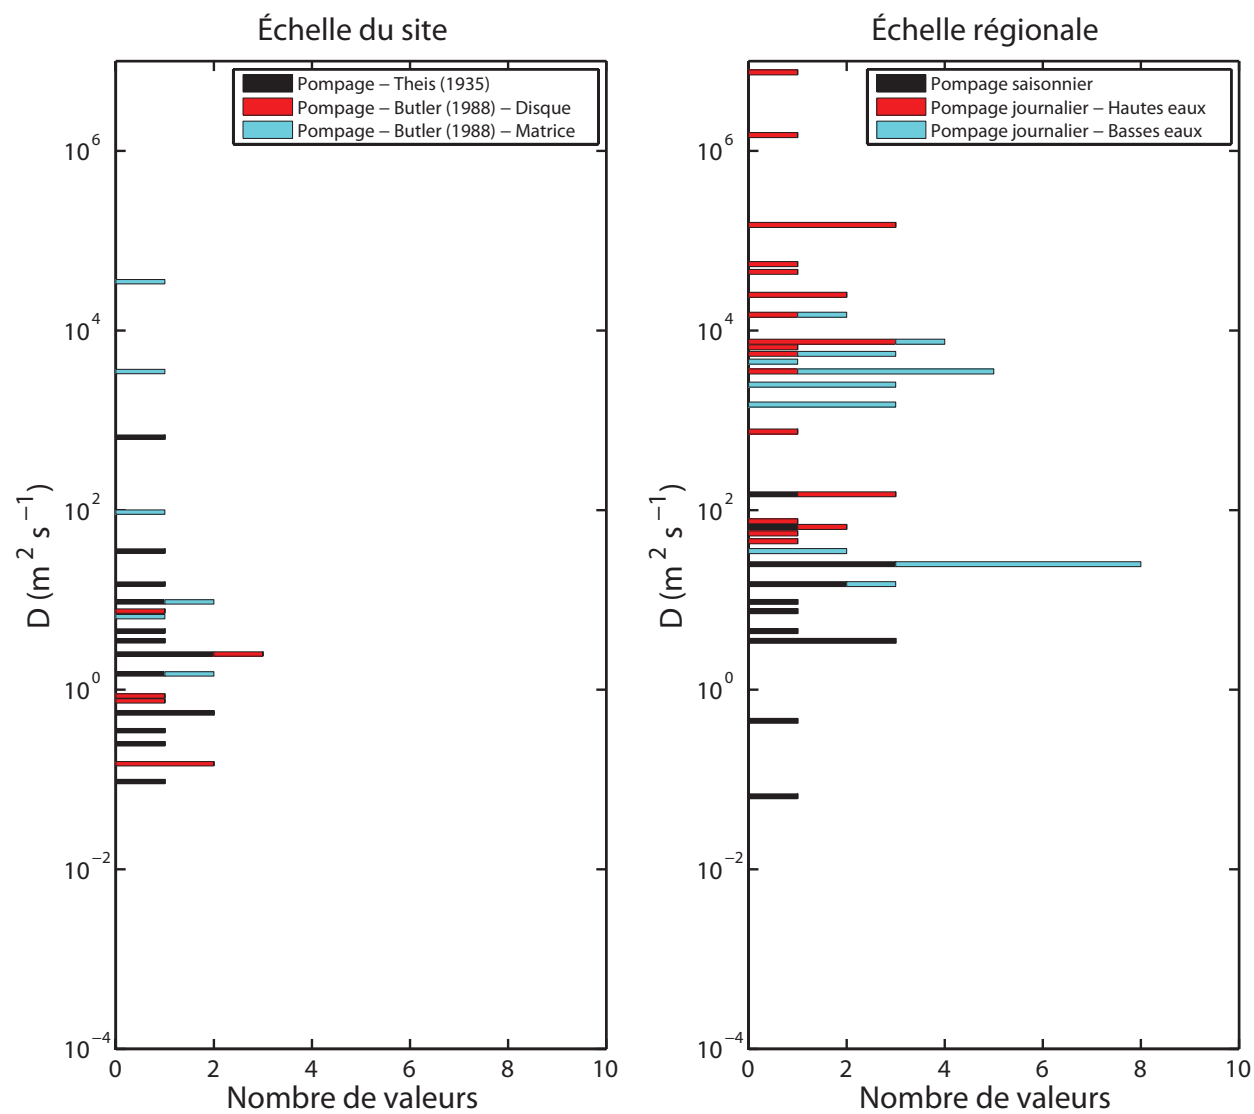 Échelle du site
Pompage – Theis (1935)
Pompage – Butler (1988) – Disque
Pompage – Butler (1988) – Matrice
10^6
10^4
10^2
10^0
10^−2
10^−4
D (m^2 s^−1)
0 2 4 6 8 10
Nombre de valeurs
Échelle régionale
Pompage saisonnier
Pompage journalier – Hautes eaux
Pompage journalier – Basses eaux
10^6
10^4
10^2
10^0
10^−2
10^−4
D (m^2 s^−1)
0 2 4 6 8 10
Nombre de valeurs